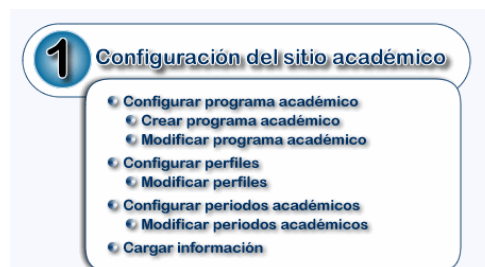 1 Configuración del sitio académico
Configurar programa académico
Crear programa académico
Modificar programa académico
Configurar perfiles
Modificar perfiles
Configurar periodos académicos
Modificar periodos académicos
Cargar información